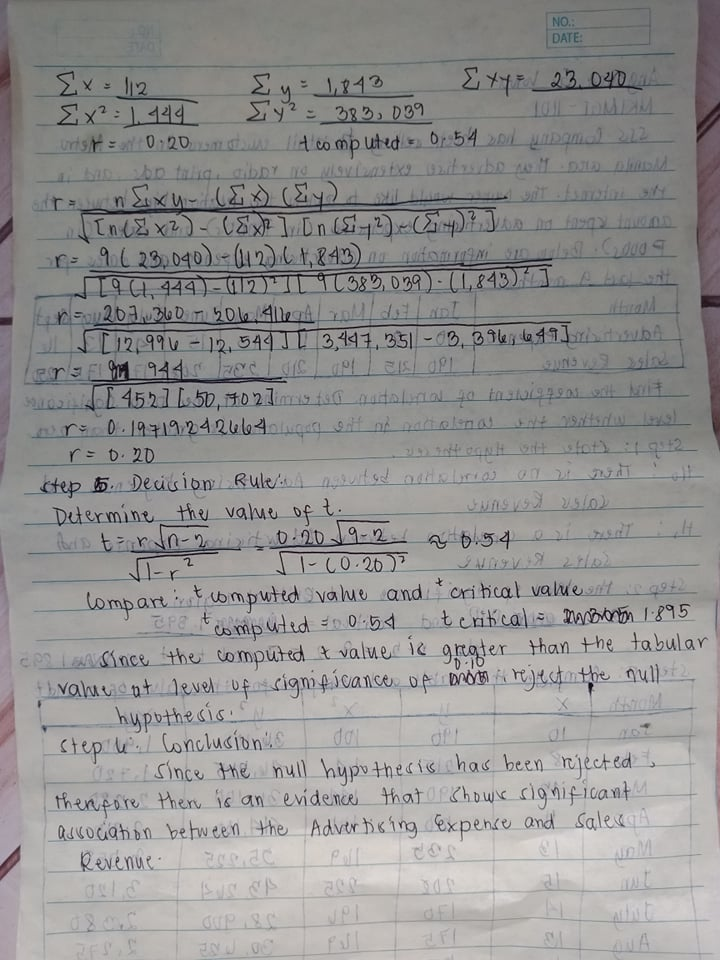 NO.:
DATE:
Σx = 112 Σy = 1,843 Σxy = 23,040
Σx² = 1,444 Σy² = 383,039
r = 0.20 t computed = 0.54
r = nΣxy - (Σx)(Σy)
√[n(Σx²) - (Σx)²] [n(Σy²) - (Σy)²]
r = 9(23,040) - (112)(1,843)
√[9(1,444) - (112)²][9(383,039) - (1,843)²]
r = 207,360 - 206,416
√[12,996 - 12,544][3,447,351 - 3,396,649]
r = 944
√[452][50,702]
r = 0.19719242664
r = 0.20
Step 5. Decision Rule:
Determine the value of t.
t = r√n-2 = 0.20√9-2 ≈ 0.54
√1-r² √1-(0.20)²
Compare: t computed value and t critical value
t computed = 0.54 t critical = 1.895
Since the computed t value is greater than the tabular
value at level of significance of 0.10 reject the null
hypothesis.
Step 6: Conclusion:
Since the null hypothesis has been rejected,
therefore there is an evidence that shows significant
association between the Advertising Expense and Sales
Revenue.